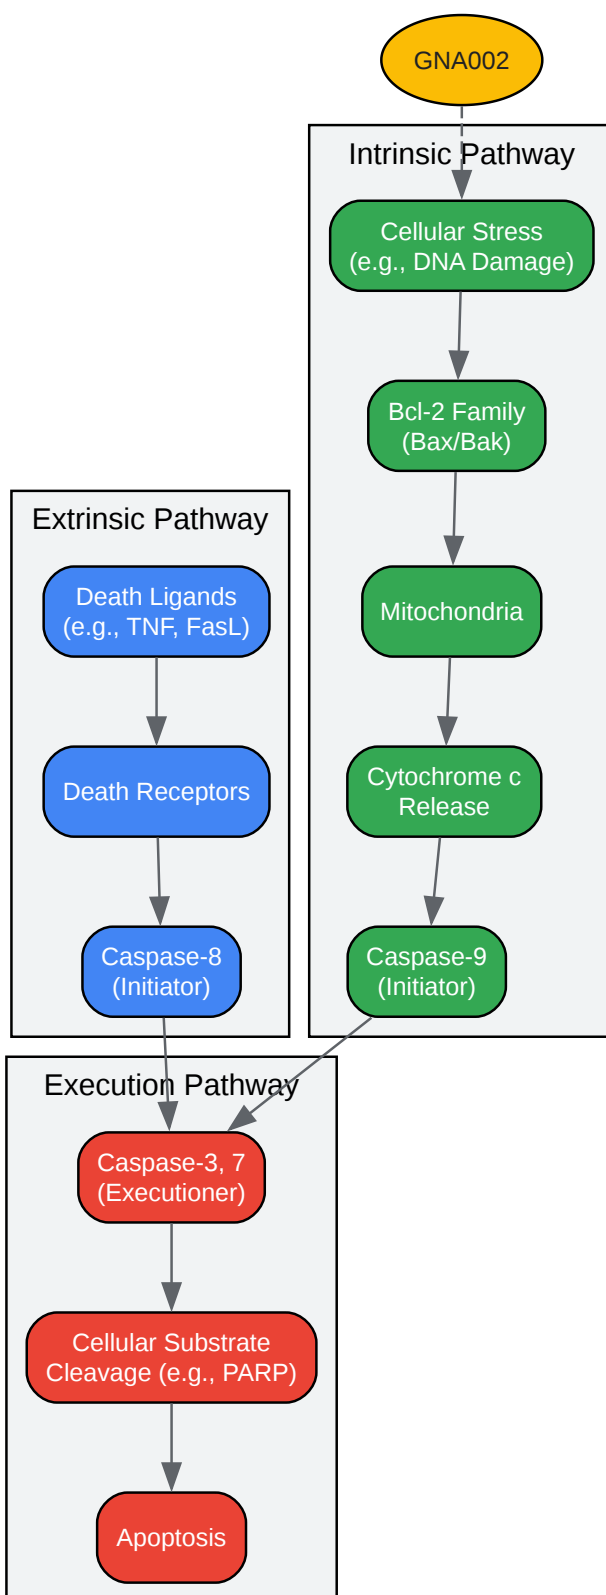 GNA002
Intrinsic Pathway
Cellular Stress
(e.g., DNA Damage)
Bcl-2 Family
(Bax/Bak)
Mitochondria
Cytochrome c
Release
Caspase-9
(Initiator)
Extrinsic Pathway
Death Ligands
(e.g., TNF, FasL)
Death Receptors
Caspase-8
(Initiator)
Execution Pathway
Caspase-3, 7
(Executioner)
Cellular Substrate
Cleavage (e.g., PARP)
Apoptosis